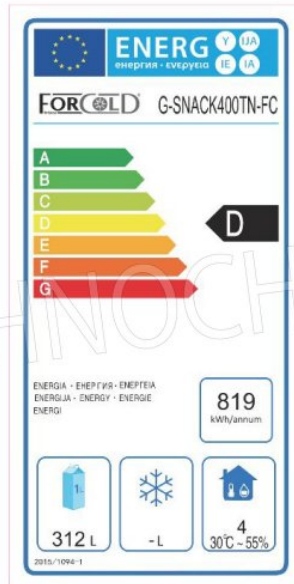 ENERG Y IJA
енергия · ενεργεια IE IA
FORCOLD G-SNACK400TN-FC
A
B
C
D
D
E
F
G
ENERGIA · ЕНЕРГИЯ · ΕΝΕΡΓΕΙΑ
ENERGIJA · ENERGY · ENERGIE
ENERGI
819
kWh/annum
1L
312 L
- L
4
30°C ~ 55%
2015/1094-1